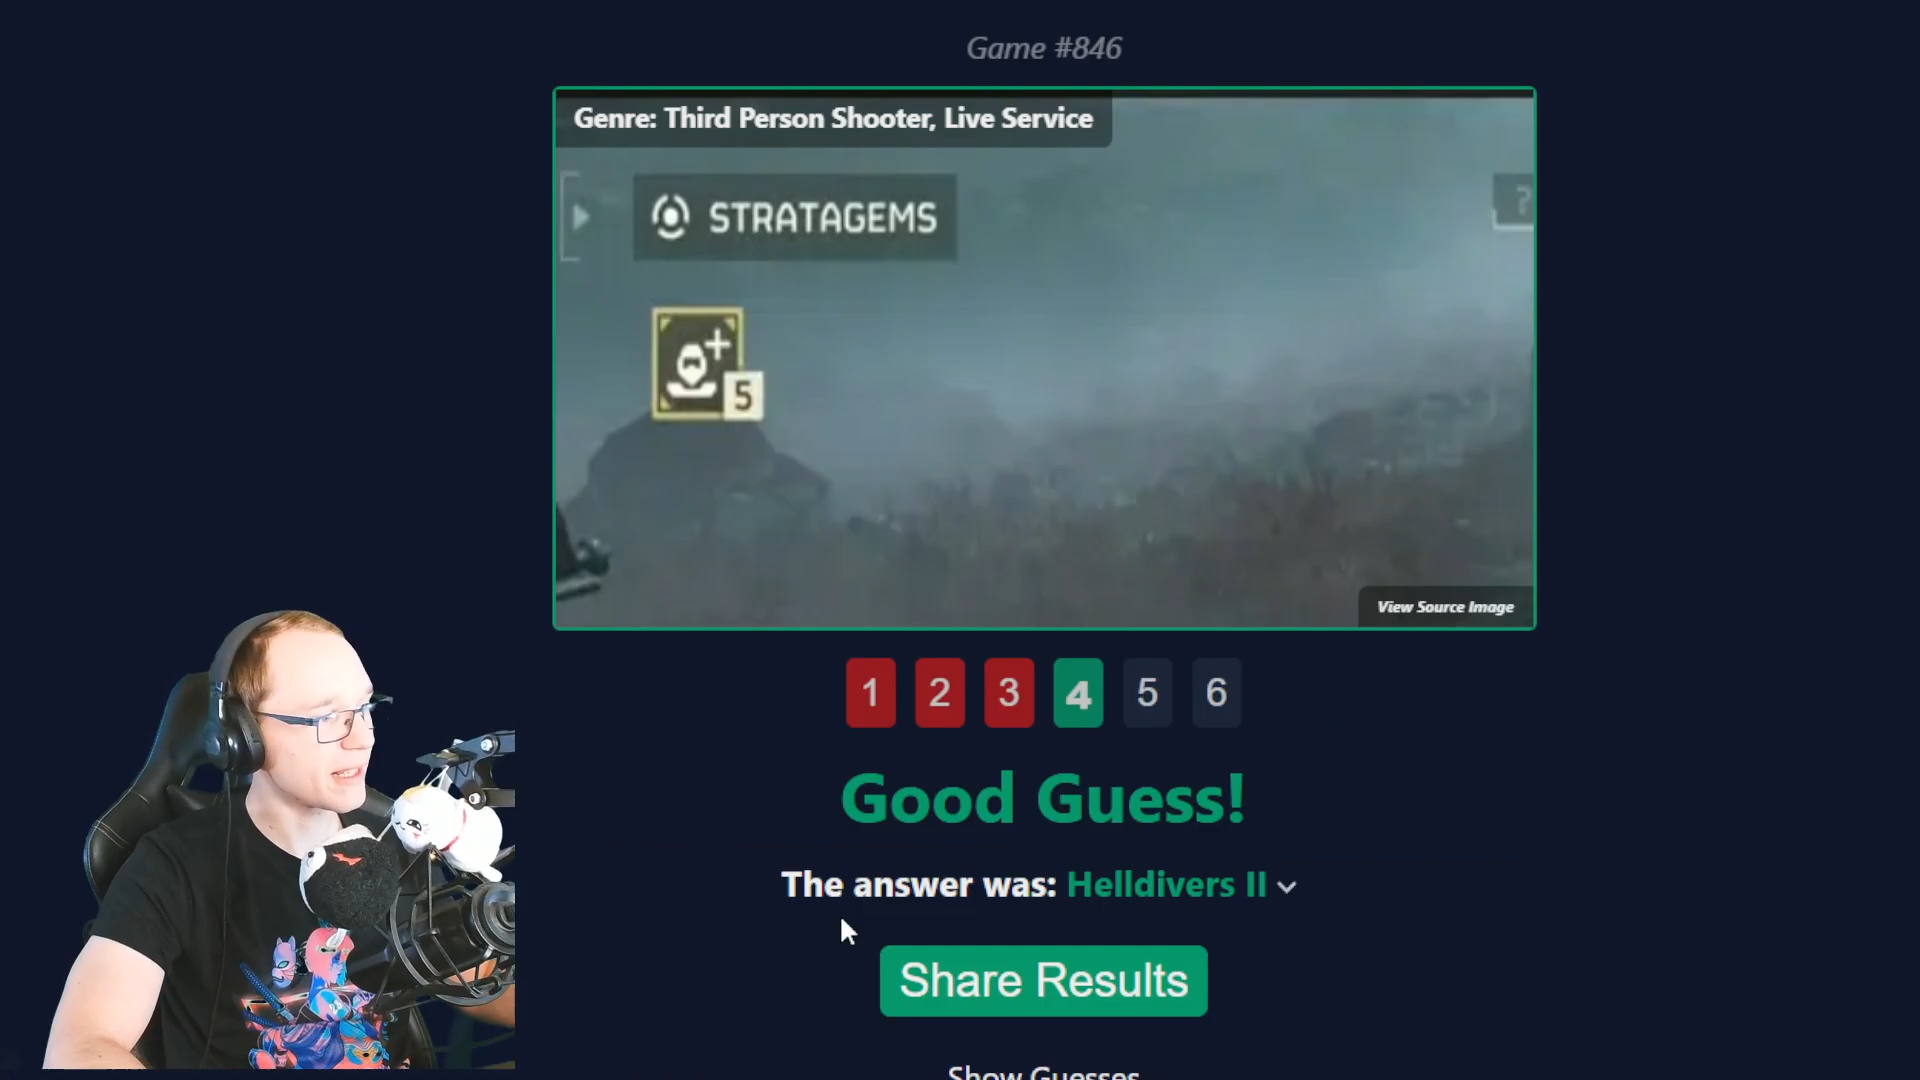 Game #846
Genre: Third Person Shooter, Live Service
STRATAGEMS
?
5
View Source Image
1 2 3 4 5 6
Good Guess!
The answer was: Helldivers II
Share Results
Show Guesses